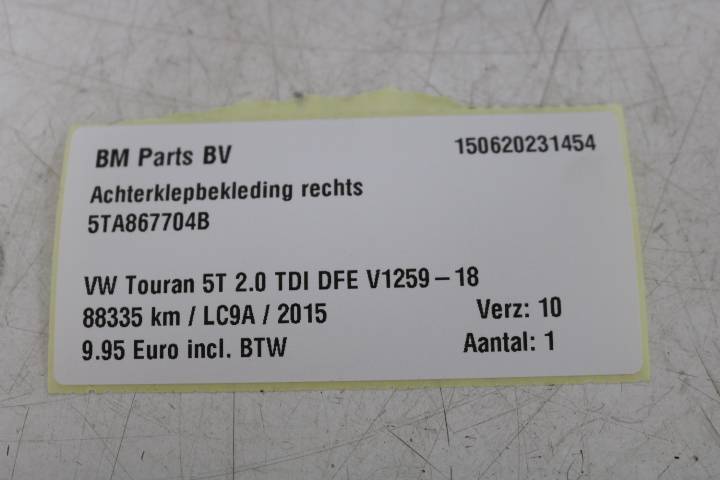 BM Parts BV 150620231454
Achterklepbekleding rechts
5TA867704B
VW Touran 5T 2.0 TDI DFE V1259-18
88335 km / LC9A / 2015 Verz: 10
9.95 Euro incl. BTW Aantal: 1